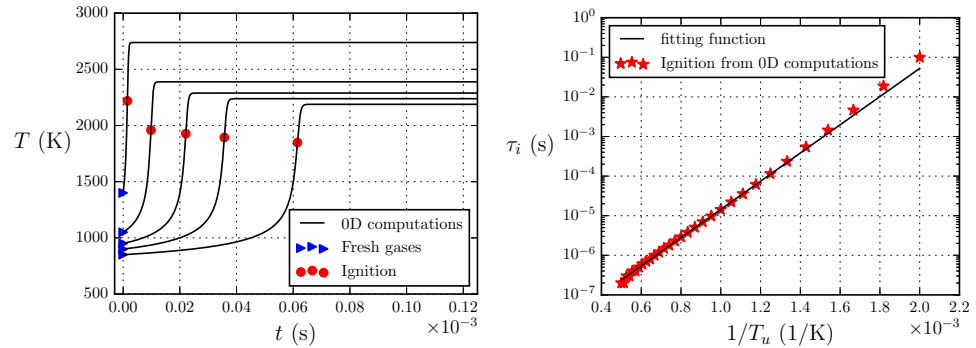 3000
2500
2000
1500
1000
500
T (K)
0D computations
Fresh gases
Ignition
0.00 0.02 0.04 0.06 0.08 0.10 0.12
×10⁻³
t (s)
10⁰
10⁻¹
10⁻²
10⁻³
10⁻⁴
10⁻⁵
10⁻⁶
10⁻⁷
τᵢ (s)
fitting function
Ignition from 0D computations
0.4 0.6 0.8 1.0 1.2 1.4 1.6 1.8 2.0 2.2
×10⁻³
1/Tᵤ (1/K)